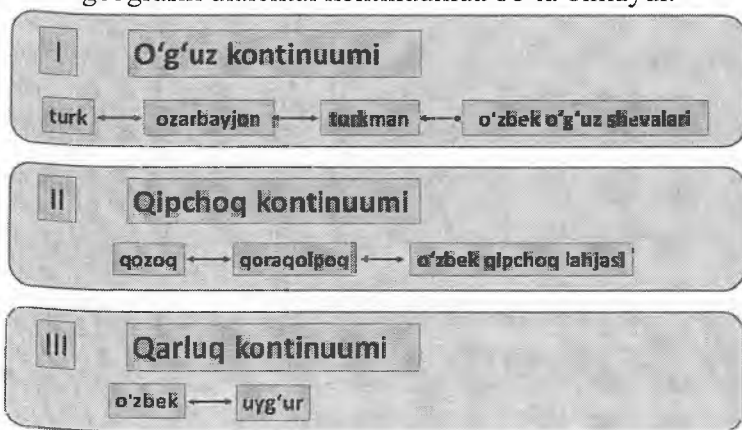 I
O‘g‘uz kontinuumi
turk ozarbayjon turkman o‘zbek o‘g‘uz shevalari
II
Qipchoq kontinuumi
qozoq qoraqolpoq o‘zbek qipchoq lahjasi
III
Qarluq kontinuumi
o‘zbek uyg‘ur